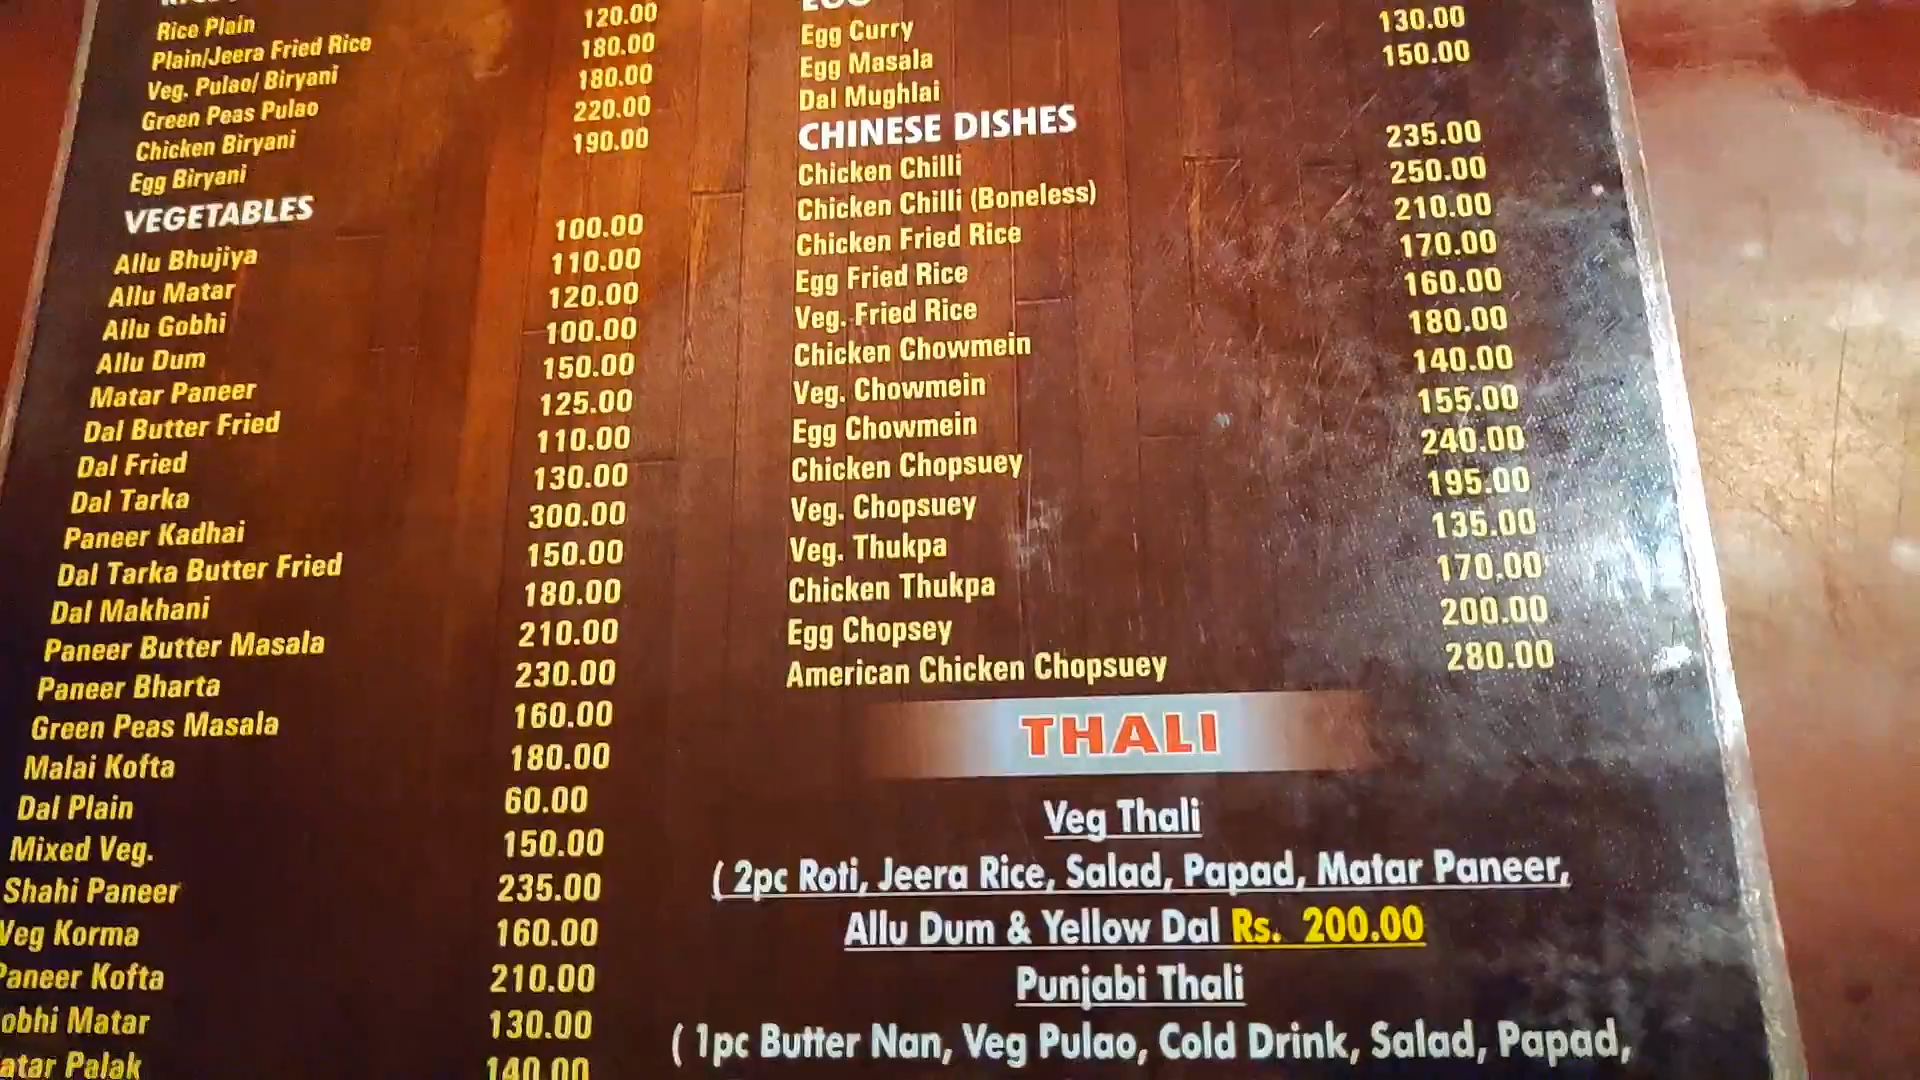 Rice Plain
Plain/Jeera Fried Rice 120.00
Veg. Pulao/ Biryani 180.00
Green Peas Pulao 180.00
Chicken Biryani 220.00
Egg Biryani 190.00
VEGETABLES
Allu Bhujiya 100.00
Allu Matar 110.00
Allu Gobhi 120.00
Allu Dum 100.00
Matar Paneer 150.00
Dal Butter Fried 125.00
Dal Fried 110.00
Dal Tarka 130.00
Paneer Kadhai 300.00
Dal Tarka Butter Fried 150.00
Dal Makhani 180.00
Paneer Butter Masala 210.00
Paneer Bharta 230.00
Green Peas Masala 160.00
Malai Kofta 180.00
Dal Plain 60.00
Mixed Veg. 150.00
Shahi Paneer 235.00
Veg Korma 160.00
Paneer Kofta 210.00
obhi Matar 130.00
atar Palak 140.00
EGG
Egg Curry
Egg Masala 130.00
Dal Mughlai 150.00
CHINESE DISHES
Chicken Chilli 235.00
Chicken Chilli (Boneless) 250.00
Chicken Fried Rice 210.00
Egg Fried Rice 170.00
Veg. Fried Rice 160.00
Chicken Chowmein 180.00
Veg. Chowmein 140.00
Egg Chowmein 155.00
Chicken Chopsuey 240.00
Veg. Chopsuey 195.00
Veg. Thukpa 135.00
Chicken Thukpa 170.00
Egg Chopsey 200.00
American Chicken Chopsuey 280.00
THALI
Veg Thali
( 2pc Roti, Jeera Rice, Salad, Papad, Matar Paneer,
Allu Dum & Yellow Dal Rs. 200.00
Punjabi Thali
( 1pc Butter Nan, Veg Pulao, Cold Drink, Salad, Papad,